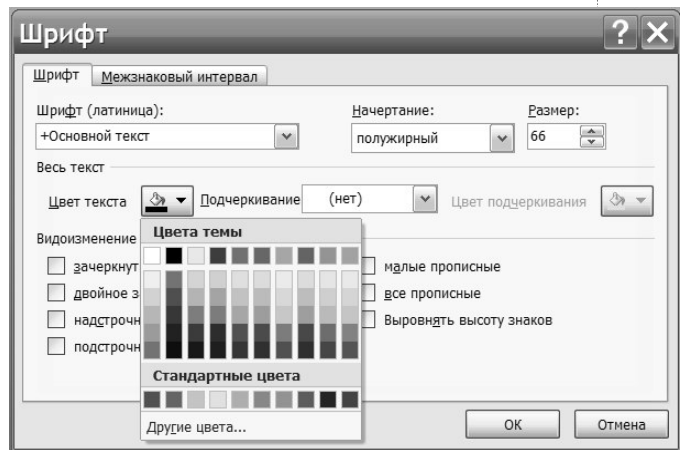 Шрифт
Шрифт Межзнаковый интервал
Шрифт (латиница): Начертание: Размер:
+Основной текст полужирный 66
Весь текст
Цвет текста Подчеркивание (нет) Цвет подчеркивания
Цвета темы
Видоизменение
зачеркнут малые прописные
двойное з все прописные
надстрочн Выровнять высоту знаков
подстрочн
Стандартные цвета
Другие цвета...
ОК Отмена